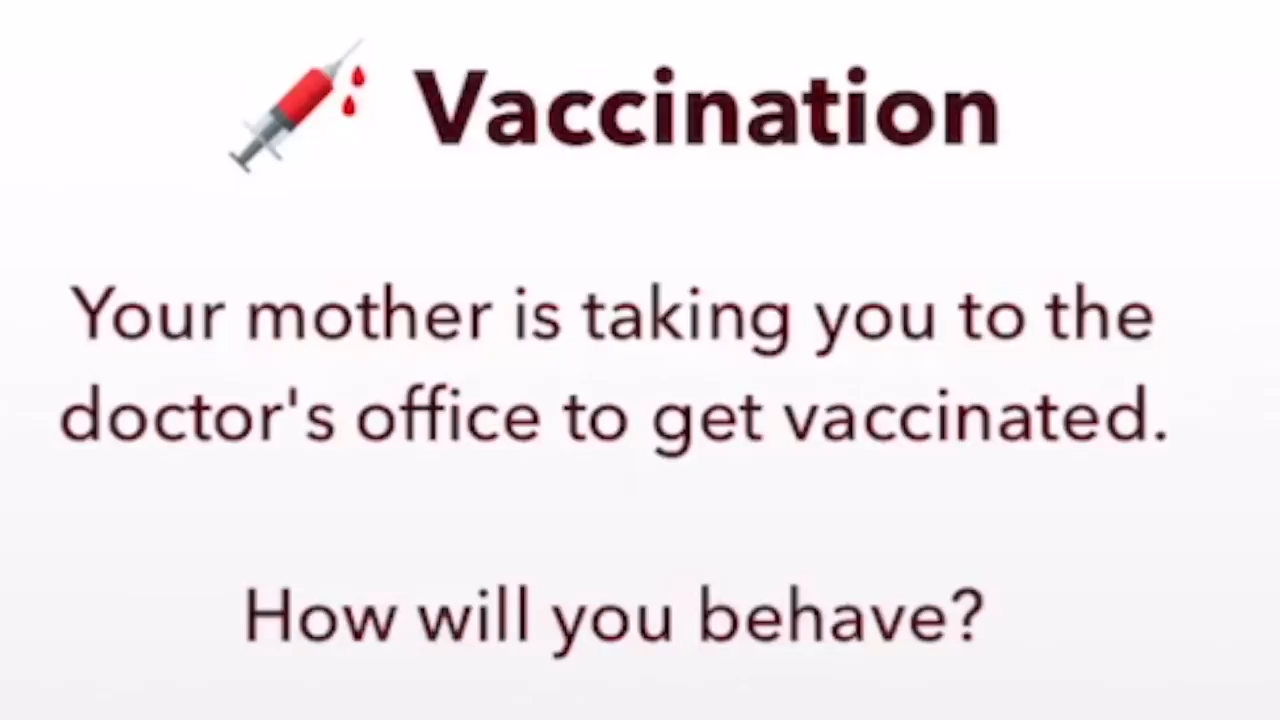 Vaccination
Your mother is taking you to the
doctor's office to get vaccinated.
How will you behave?